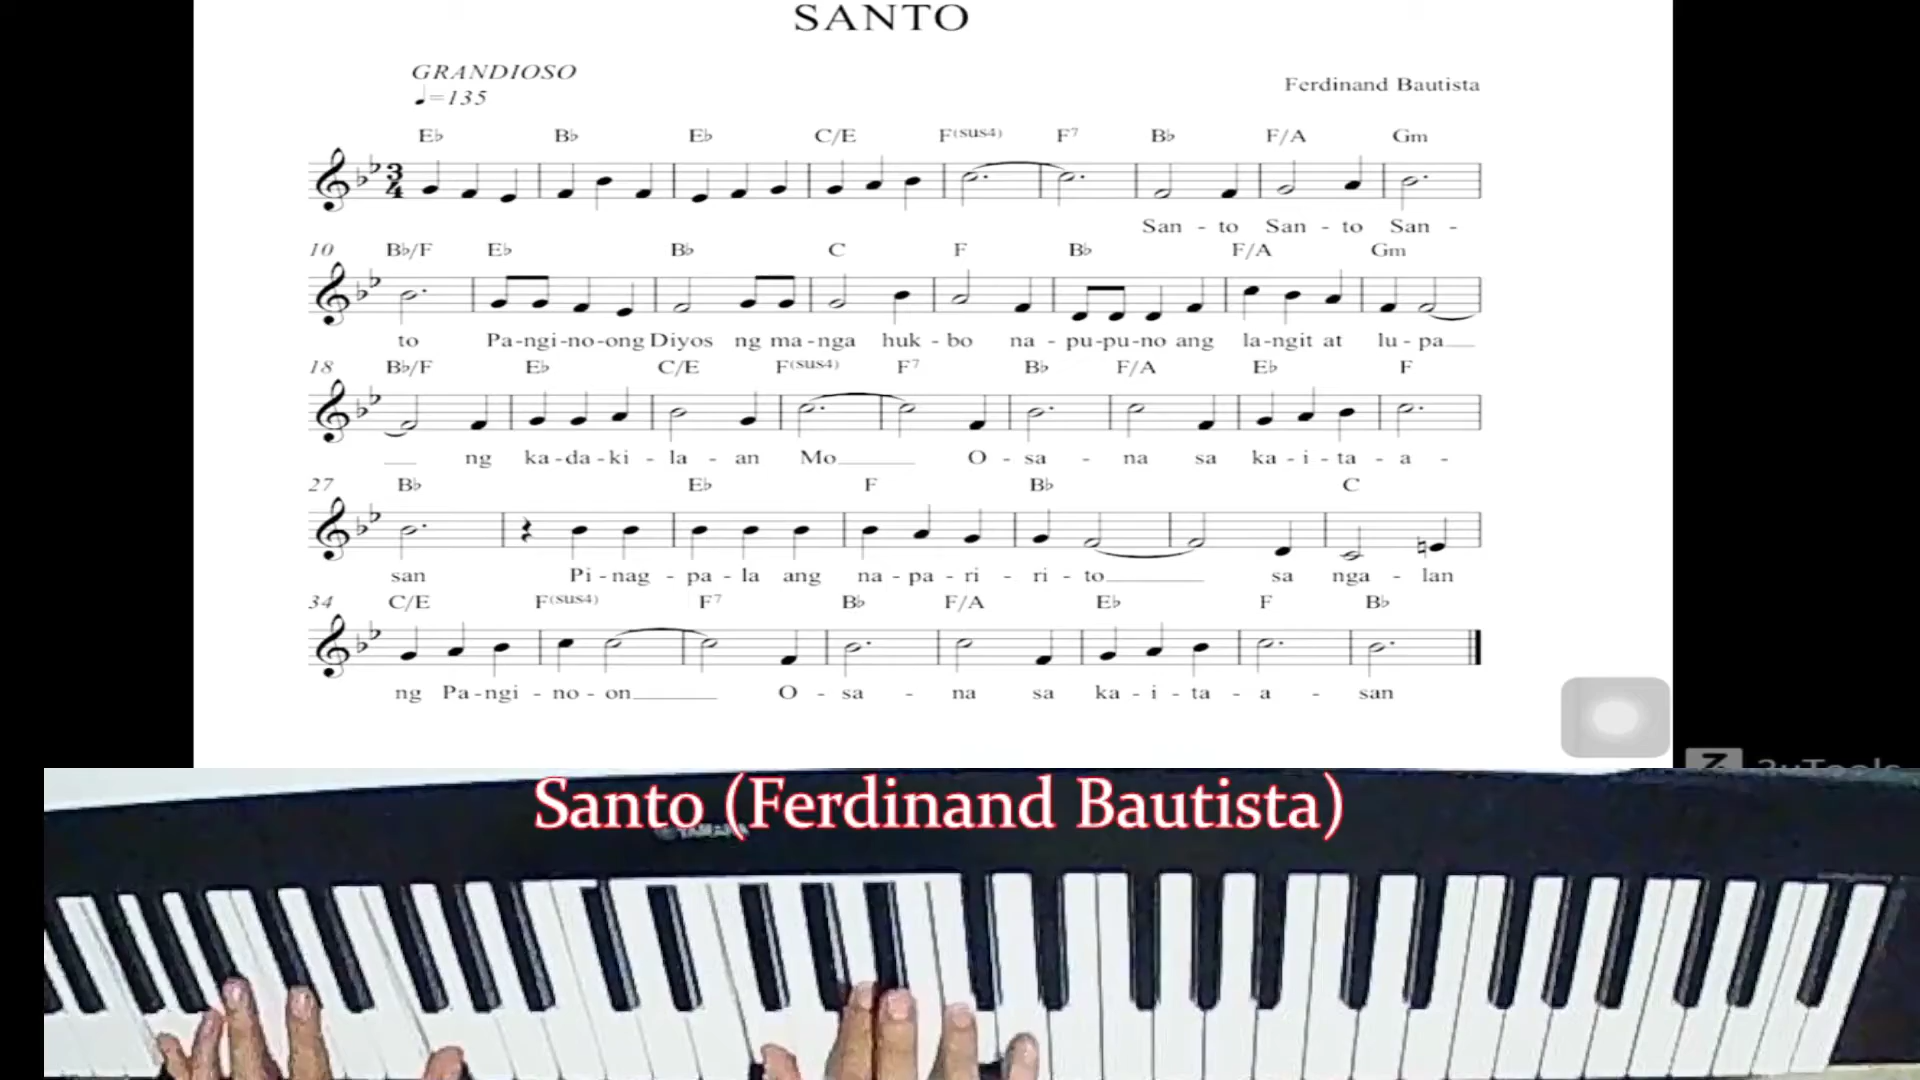 SANTO
GRANDIOSO
♩=135
Ferdinand Bautista
E♭ B♭ E♭ C/E F(sus4) F7 B♭ F/A Gm
3
4
San - to San - to San -
10 B♭/F E♭ B♭ C F B♭ F/A Gm
to Pa-ngi-no-ong Diyos ng ma-nga huk - bo na - pu-pu-no ang la-ngit at lu-pa
18 B♭/F E♭ C/E F(sus4) F7 B♭ F/A E♭ F
ng ka-da-ki - la - an Mo O - sa - na sa ka - i - ta - a -
27 B♭ E♭ F B♭ C
san Pi-nag - pa - la ang na-pa-ri - ri-to sa nga - lan
34 C/E F(sus4) F7 B♭ F/A E♭ F B♭
ng Pa-ngi - no-on O - sa - na sa ka - i - ta - a - san
Santo (Ferdinand Bautista)
YAMAHA